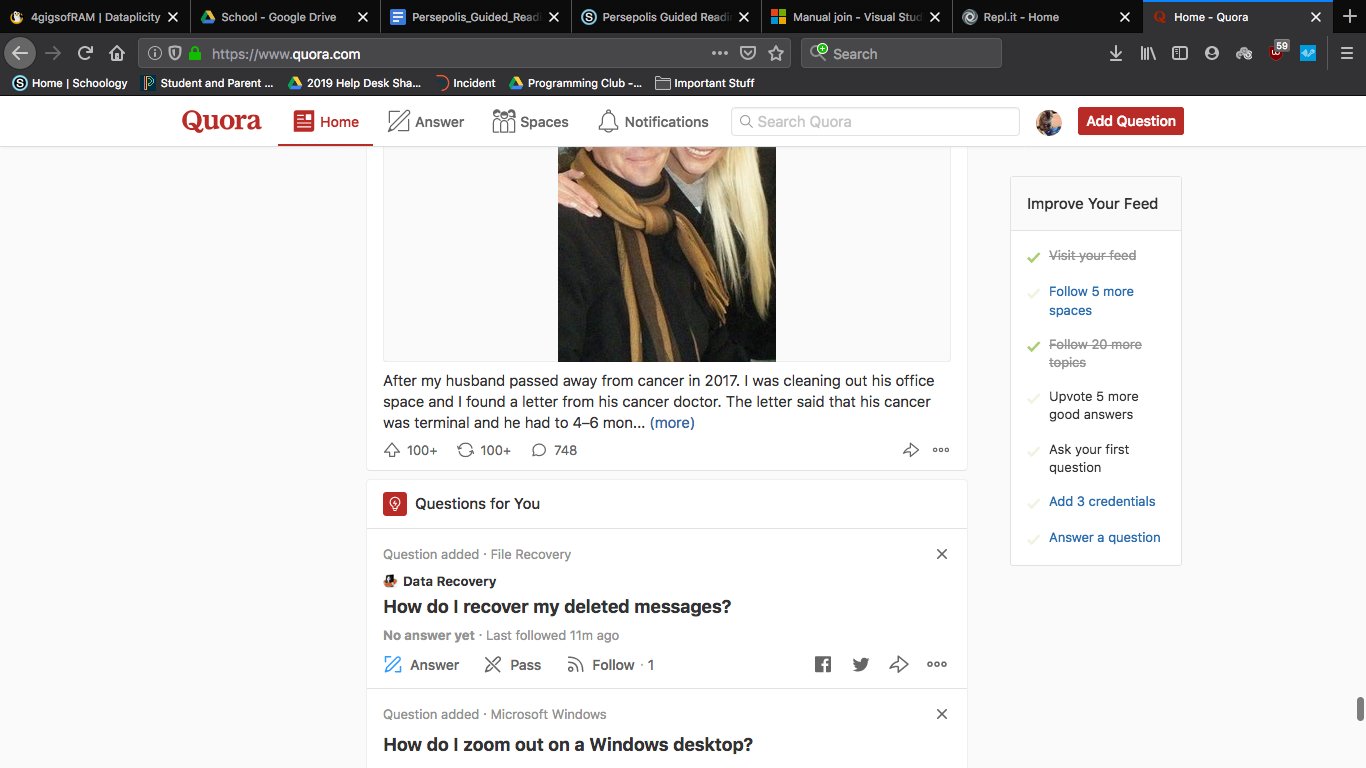 4gigsofRAM | Dataplicity
School - Google Drive
Persepolis_Guided_Readi
Persepolis Guided Readi
Manual join - Visual Stud
Repl.it - Home
Home - Quora
https://www.quora.com
Search
59
Home | Schoology
Student and Parent ...
2019 Help Desk Sha...
Incident
Programming Club -...
Important Stuff
Quora
Home
Answer
Spaces
Notifications
Search Quora
Add Question
After my husband passed away from cancer in 2017. I was cleaning out his office
space and I found a letter from his cancer doctor. The letter said that his cancer
was terminal and he had to 4–6 mon... (more)
100+ 100+ 748
Questions for You
Question added · File Recovery
Data Recovery
How do I recover my deleted messages?
No answer yet · Last followed 11m ago
Answer Pass Follow · 1
Question added · Microsoft Windows
How do I zoom out on a Windows desktop?
Improve Your Feed
Visit your feed
Follow 5 more
spaces
Follow 20 more
topics
Upvote 5 more
good answers
Ask your first
question
Add 3 credentials
Answer a question